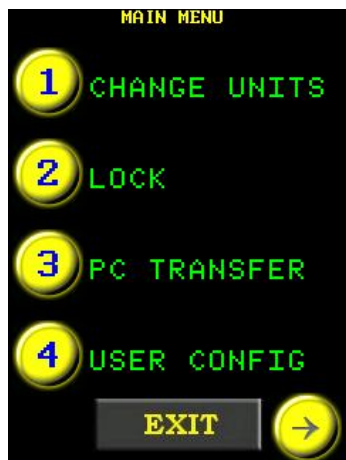 MAIN MENU
1 CHANGE UNITS
2 LOCK
3 PC TRANSFER
4 USER CONFIG
EXIT →